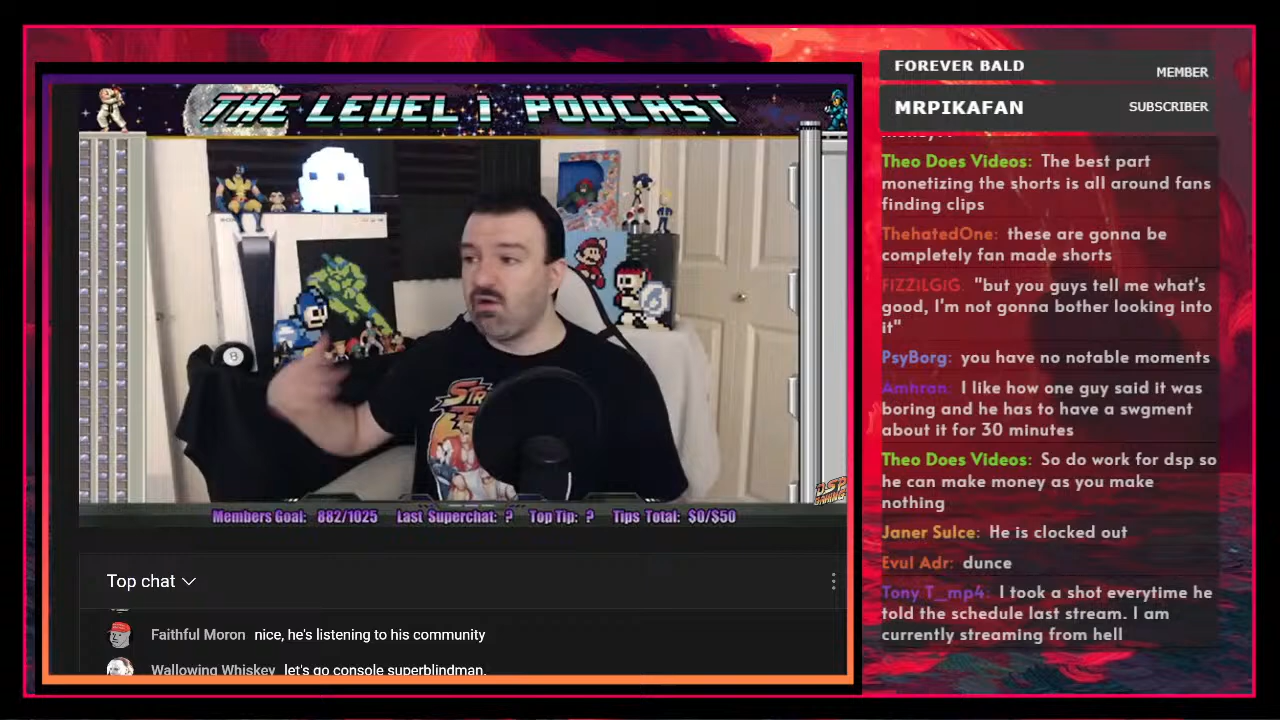 THE LEVEL 1 PODCAST
8
STR
Members Goal: 882/1025 Last Superchat: ? Top Tip: ? Tips Total: $0/$50
DSP
GAMING
Top chat
Faithful Moron nice, he's listening to his community
Wallowing Whiskey let's go console superblindman.
FOREVER BALD MEMBER
MRPIKAFAN SUBSCRIBER
Theo Does Videos: The best part
monetizing the shorts is all around fans
finding clips
ThehatedOne: these are gonna be
completely fan made shorts
FiZZiLGiG: "but you guys tell me what's
good, I'm not gonna bother looking into
it"
PsyBorg: you have no notable moments
Amhran: I like how one guy said it was
boring and he has to have a swgment
about it for 30 minutes
Theo Does Videos: So do work for dsp so
he can make money as you make
nothing
Janer Sulce: He is clocked out
Evul Adr: dunce
Tony T_mp4: I took a shot everytime he
told the schedule last stream. I am
currently streaming from hell